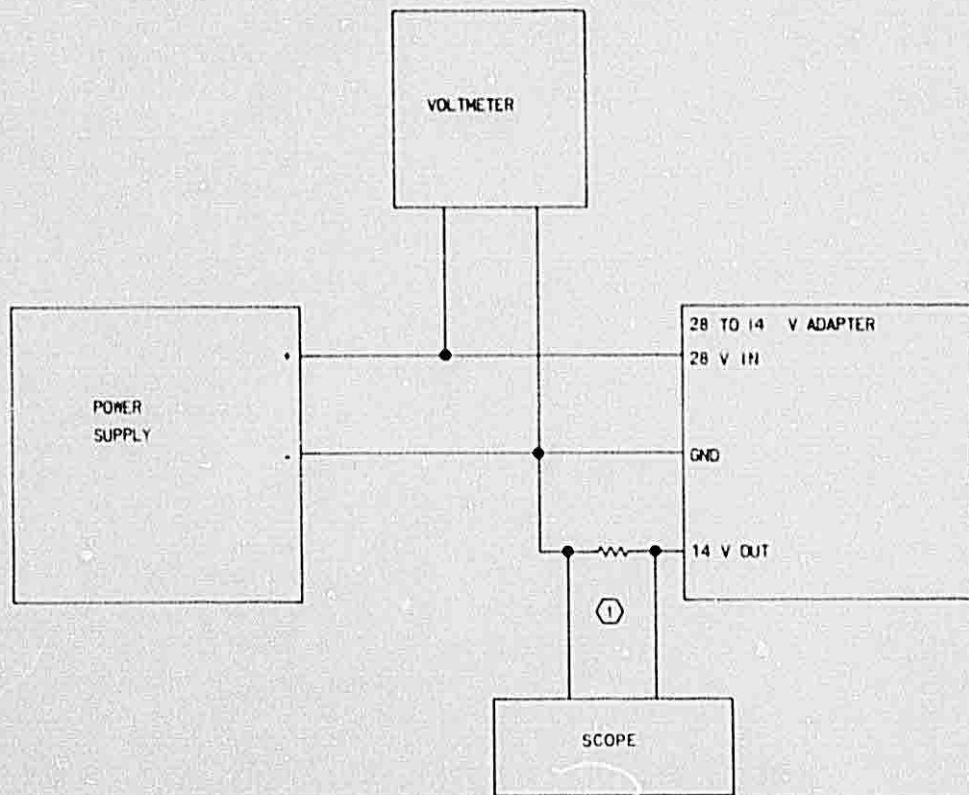 VOLTMETER
28 TO 14 V ADAPTER
28 V IN
+
POWER
SUPPLY
-
GND
14 V OUT
1
SCOPE